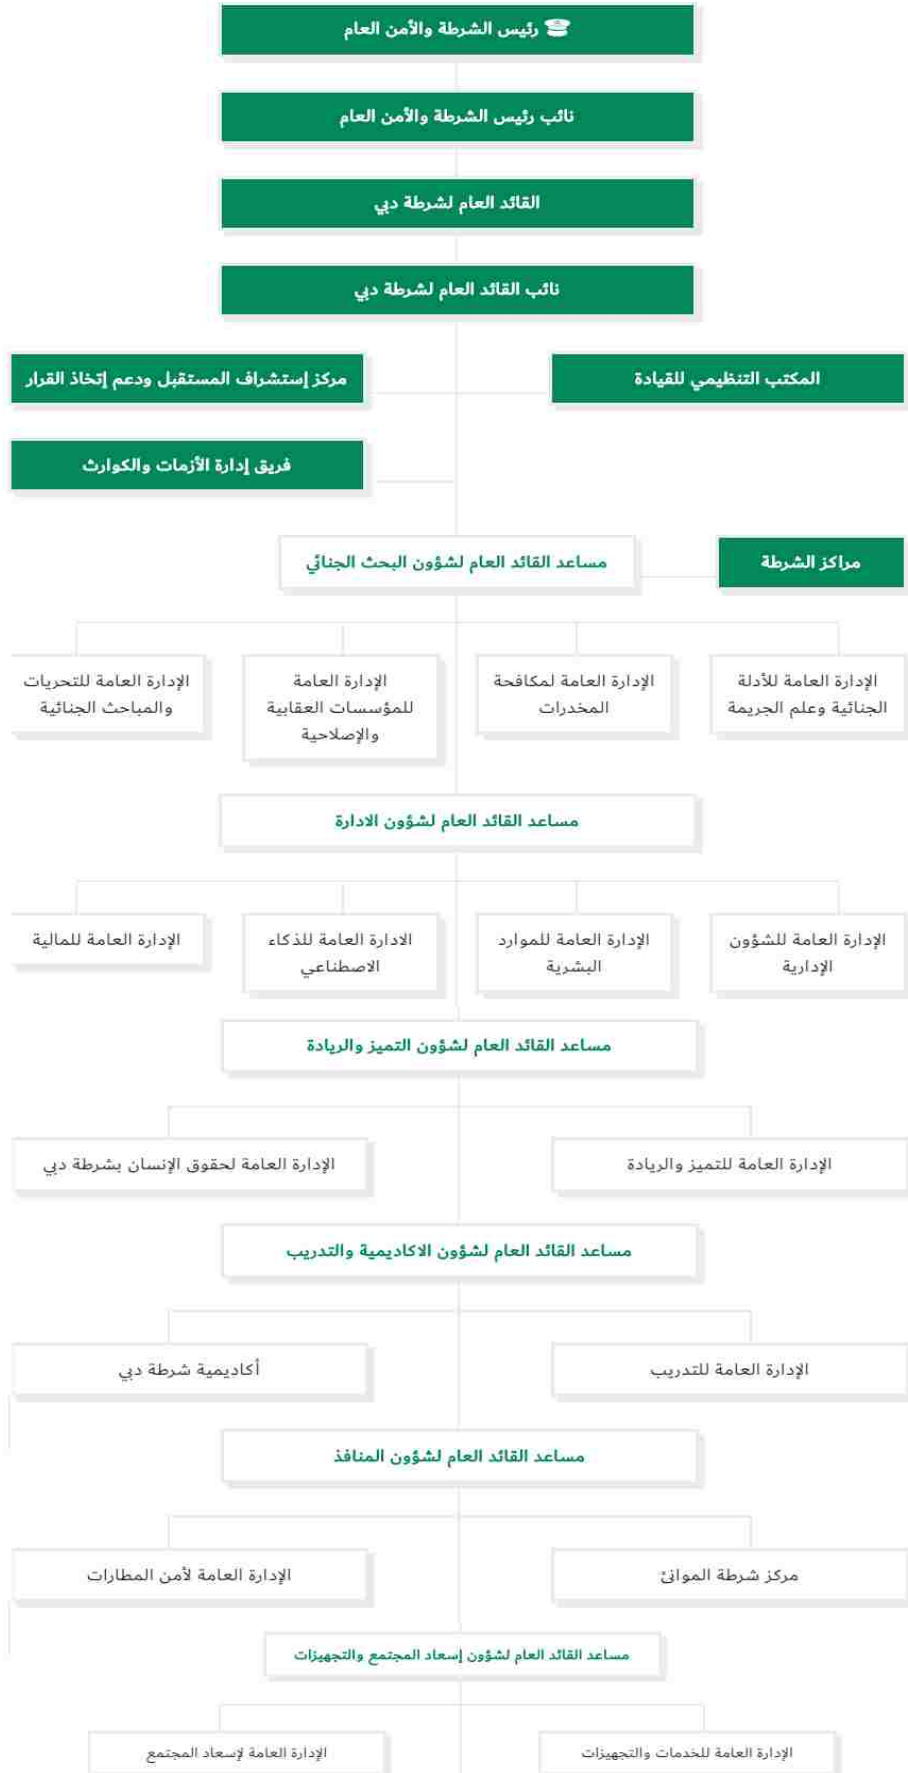 رئيس الشرطة والأمن العام
نائب رئيس الشرطة والأمن العام
القائد العام لشرطة دبي
نائب القائد العام لشرطة دبي
المكتب التنظيمي للقيادة
مركز إستشراف المستقبل ودعم إتخاذ القرار
فريق إدارة الأزمات والكوارث
مراكز الشرطة
مساعد القائد العام لشؤون البحث الجنائي
الإدارة العامة للأدلة
الجنائية وعلم الجريمة
الإدارة العامة لمكافحة
المخدرات
الإدارة العامة
للمؤسسات العقابية
والإصلاحية
الإدارة العامة للتحريات
والمباحث الجنائية
مساعد القائد العام لشؤون الادارة
الإدارة العامة للشؤون
الإدارية
الإدارة العامة للموارد
البشرية
الادارة العامة للذكاء
الاصطناعي
الإدارة العامة للمالية
مساعد القائد العام لشؤون التميز والريادة
الإدارة العامة للتميز والريادة
الإدارة العامة لحقوق الإنسان بشرطة دبي
مساعد القائد العام لشؤون الاكاديمية والتدريب
الإدارة العامة للتدريب
أكاديمية شرطة دبي
مساعد القائد العام لشؤون المنافذ
مركز شرطة الموانئ
الإدارة العامة لأمن المطارات
مساعد القائد العام لشؤون إسعاد المجتمع والتجهيزات
الإدارة العامة للخدمات والتجهيزات
الإدارة العامة لإسعاد المجتمع